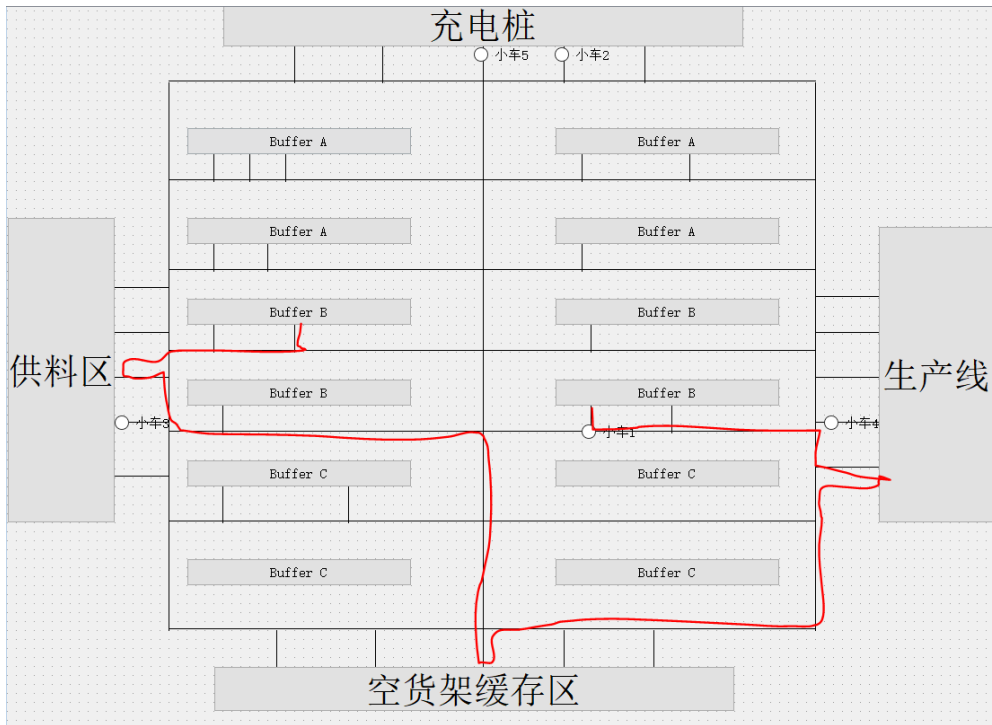 充电桩
小车5
小车2
Buffer A
Buffer A
Buffer A
Buffer A
Buffer B
Buffer B
供料区
生产线
Buffer B
Buffer B
小车3
小车1
小车4
Buffer C
Buffer C
Buffer C
Buffer C
空货架缓存区